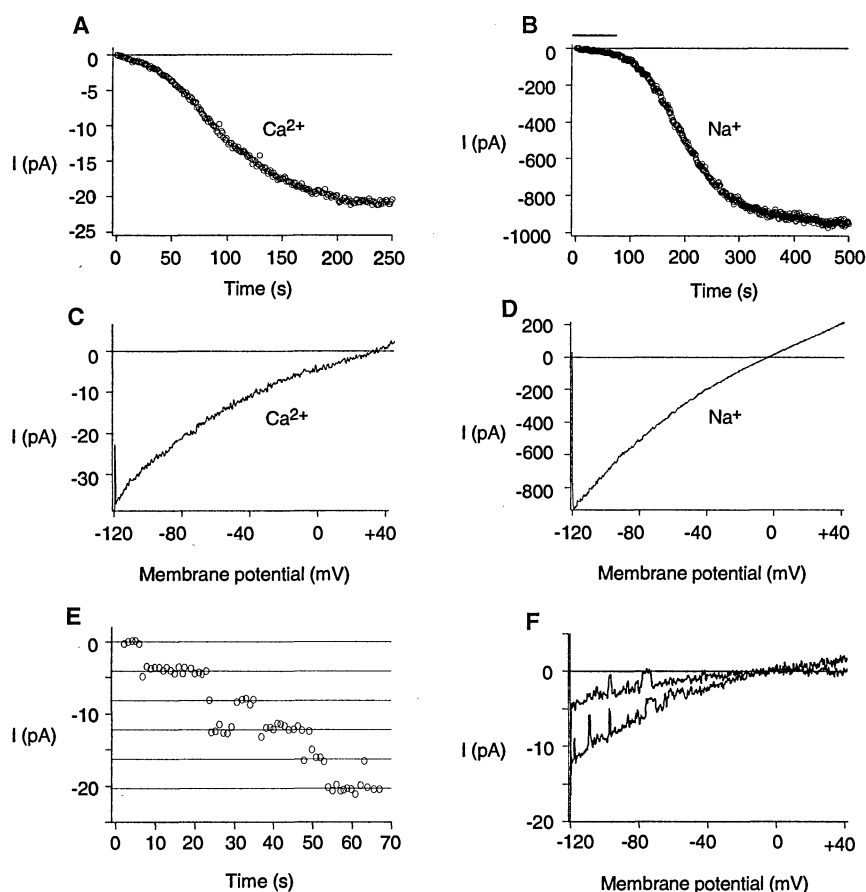 A
0
-5
-10
-15
-20
-25
I (pA)
Ca2+
0 50 100 150 200 250
Time (s)
B
0
-200
-400
-600
-800
-1000
I (pA)
Na+
0 100 200 300 400 500
Time (s)
C
0
-10
-20
-30
I (pA)
Ca2+
-120 -80 -40 0 +40
Membrane potential (mV)
D
200
0
-200
-400
-600
-800
I (pA)
Na+
-120 -80 -40 0 +40
Membrane potential (mV)
E
0
-10
-20
I (pA)
0 10 20 30 40 50 60 70
Time (s)
F
0
-5
-10
-20
I (pA)
-120 -80 -40 0 +40
Membrane potential (mV)